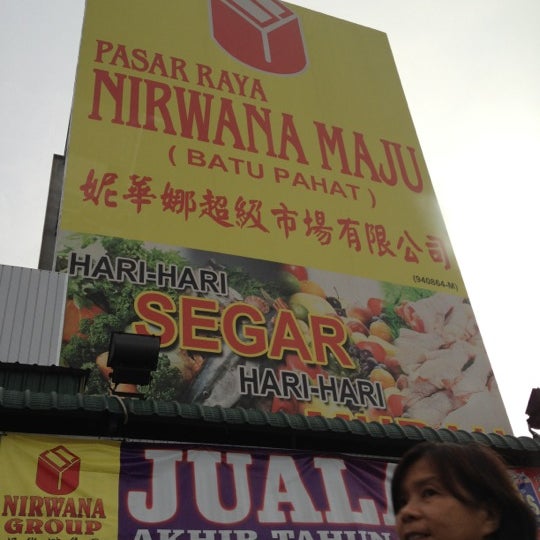 PASAR RAYA
NIRWANA MAJU
( BATU PAHAT )
妮華娜超級市場有限公司
(940864-M)
HARI-HARI
SEGAR
HARI-HARI
NIRWANA
GROUP
JUALA
AKHIR TAHUN